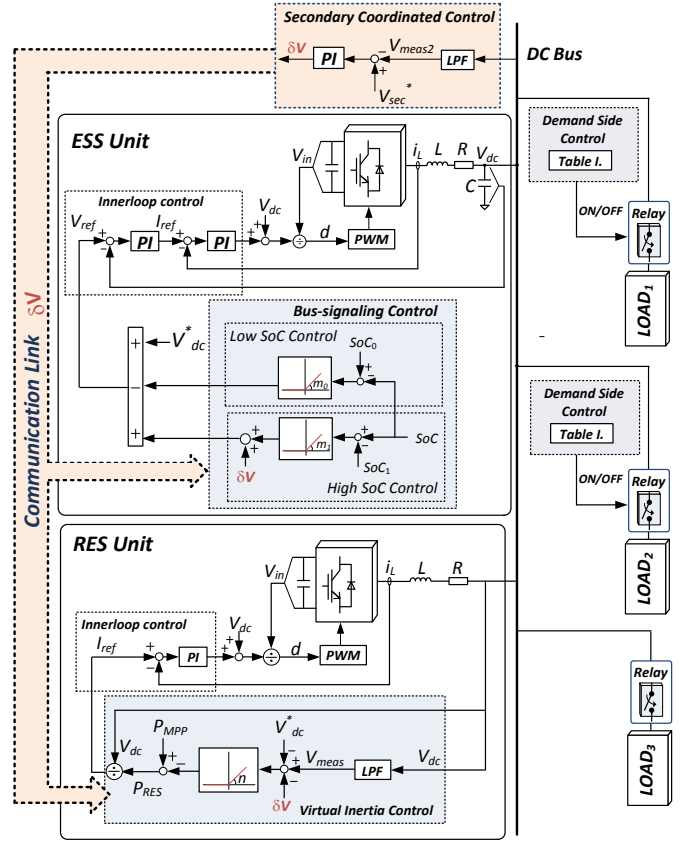 Secondary Coordinated Control
δV
PI
−
+
V_meas2
LPF
V_sec*
DC Bus
Communication Link δV
ESS Unit
V_in
i_L
L
R
V_dc
C
Innerloop control
V_ref
+
−
PI
I_ref
+
−
PI
+
+
V_dc
÷
d
PWM
Bus-signaling Control
+
V*_dc
−
+
Low SoC Control
m_0
SoC_0
+
−
SoC
δV
+
+
m_1
+
−
SoC_1
High SoC Control
RES Unit
V_in
i_L
L
R
Innerloop control
I_ref
+
−
PI
+
+
V_dc
÷
d
PWM
V_dc
÷
P_RES
P_MPP
+
−
n
V*_dc
−
+
−
δV
V_meas
LPF
V_dc
Virtual Inertia Control
Demand Side
Control
Table I.
ON/OFF
Relay
LOAD_1
Demand Side
Control
Table I.
ON/OFF
Relay
LOAD_2
Relay
LOAD_3